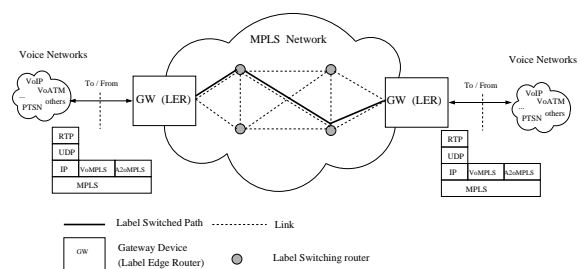 MPLS Network
Voice Networks
VoIP
VoATM
...
others
PTSN
To / From
GW (LER)
GW (LER)
To / From
Voice Networks
VoIP
VoATM
...
others
PTSN
RTP
UDP
IP VoMPLS A2oMPLS
MPLS
RTP
UDP
IP VoMPLS A2oMPLS
MPLS
Label Switched Path
Link
GW
Gateway Device
(Label Edge Router)
Label Switching router